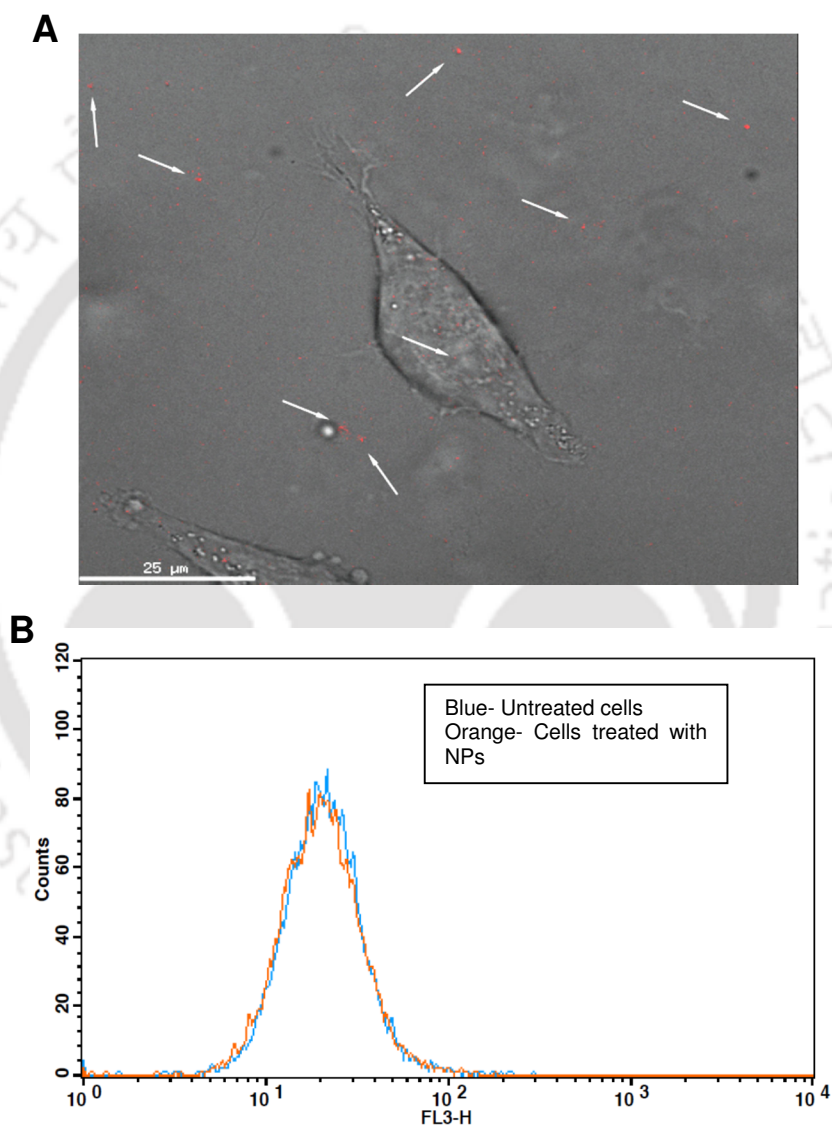 A
25 µm
B
120
100
80
60
40
20
0
Counts
Blue- Untreated cells
Orange- Cells treated with
NPs
10 0 10 1 10 2 10 3 10 4
FL3-H